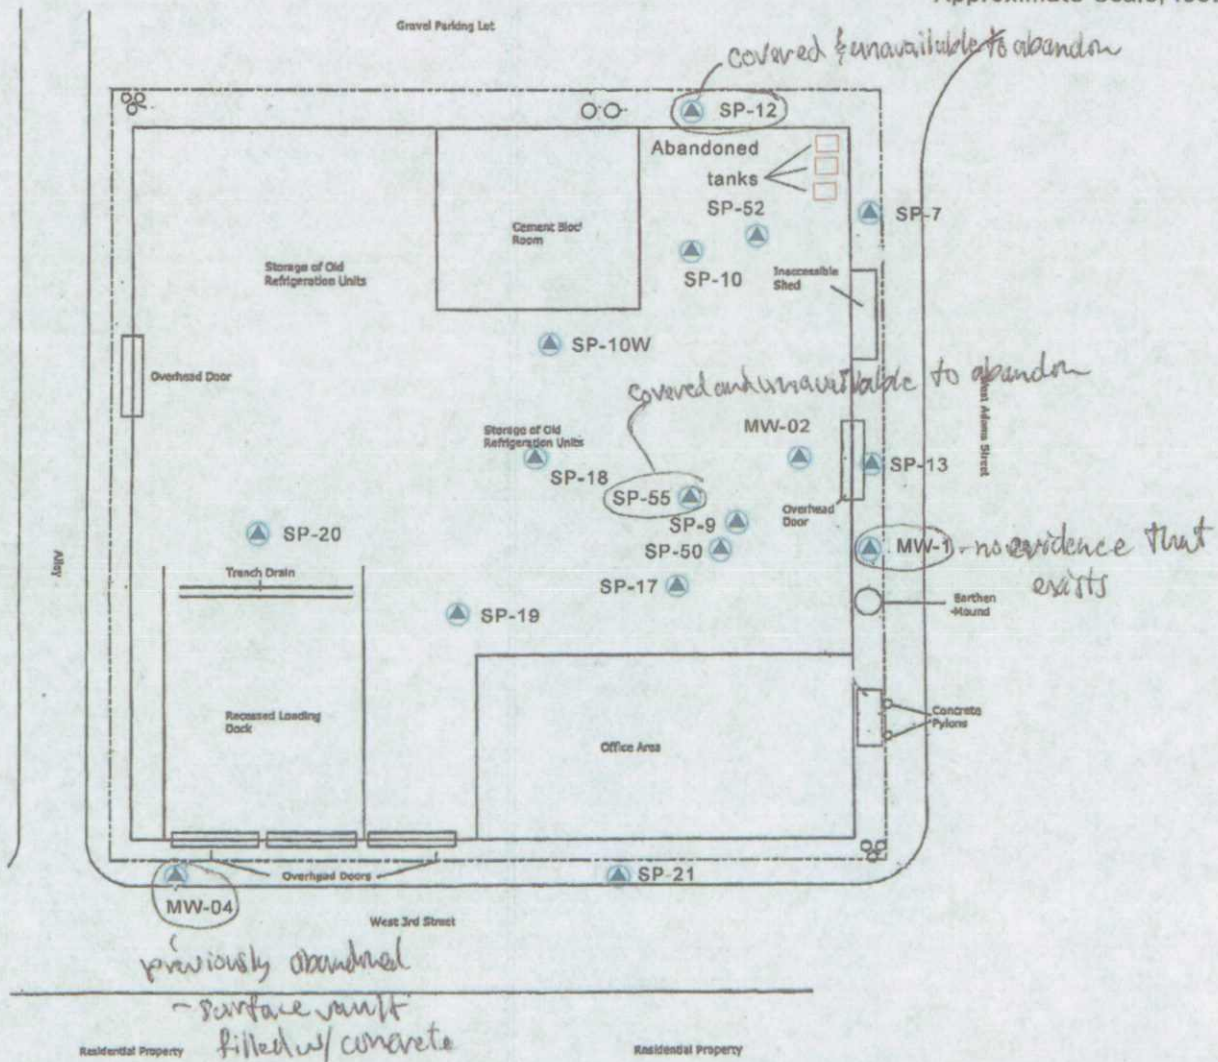 Gravel Parking Lot
covered & unavailable to abandon
SP-12
Abandoned
tanks
SP-52
SP-7
Cement Bloc
Room
SP-10
Storage of Old
Refrigeration Units
Inaccessible
Shed
SP-10W
Overhead Door
covered and unavailable to abandon
West Adams Street
MW-02
Storage of Old
Refrigeration Units
SP-18
SP-13
SP-55
SP-9
Overhead
Door
SP-20
SP-50
MW-1 - no evidence that
exists
Alley
Trench Drain
SP-17
Earthen
-Mound
SP-19
Recessed Loading
Dock
Concrete
Pylons
Office Area
Overhead Doors
SP-21
MW-04
West 3rd Street
previously abandoned
- surface vault
filled w/ concrete
Residential Property
Residential Property